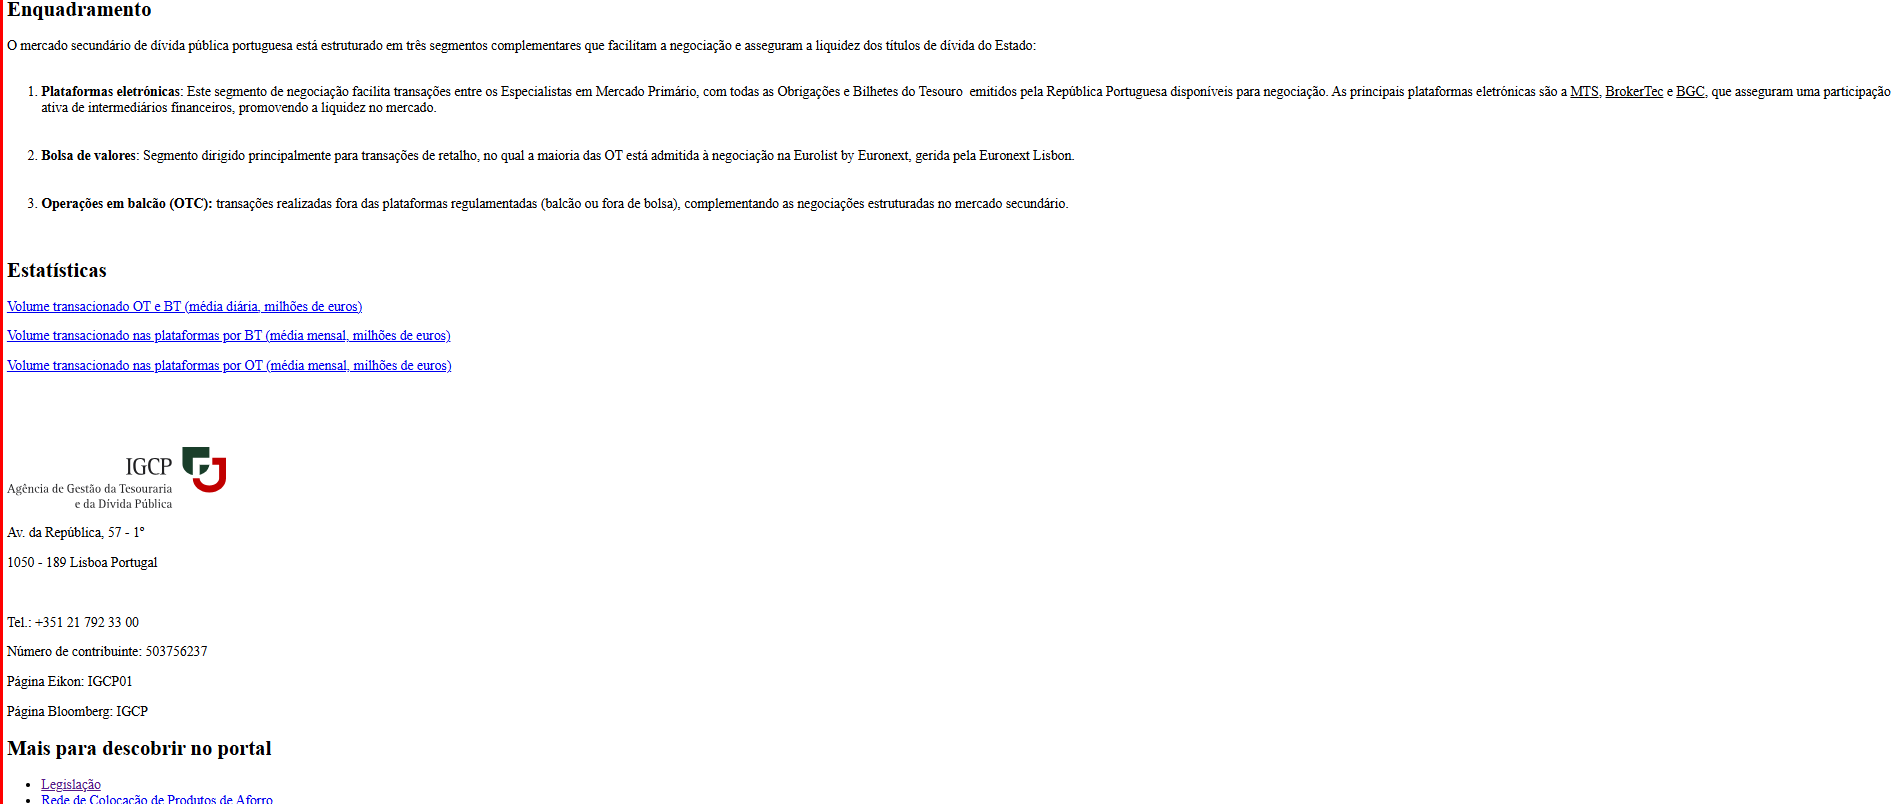 Enquadramento
O mercado secundário de dívida pública portuguesa está estruturado em três segmentos complementares que facilitam a negociação e asseguram a liquidez dos títulos de dívida do Estado:
1. Plataformas eletrónicas: Este segmento de negociação facilita transações entre os Especialistas em Mercado Primário, com todas as Obrigações e Bilhetes do Tesouro  emitidos pela República Portuguesa disponíveis para negociação. As principais plataformas eletrónicas são a MTS, BrokerTec e BGC, que asseguram uma participação
ativa de intermediários financeiros, promovendo a liquidez no mercado.
2. Bolsa de valores: Segmento dirigido principalmente para transações de retalho, no qual a maioria das OT está admitida à negociação na Eurolist by Euronext, gerida pela Euronext Lisbon.
3. Operações em balcão (OTC): transações realizadas fora das plataformas regulamentadas (balcão ou fora de bolsa), complementando as negociações estruturadas no mercado secundário.
Estatísticas
Volume transacionado OT e BT (média diária, milhões de euros)
Volume transacionado nas plataformas por BT (média mensal, milhões de euros)
Volume transacionado nas plataformas por OT (média mensal, milhões de euros)
IGCP
Agência de Gestão da Tesouraria
e da Dívida Pública
Av. da República, 57 - 1º
1050 - 189 Lisboa Portugal
Tel.: +351 21 792 33 00
Número de contribuinte: 503756237
Página Eikon: IGCP01
Página Bloomberg: IGCP
Mais para descobrir no portal
• Legislação
• Rede de Colocação de Produtos de Aforro